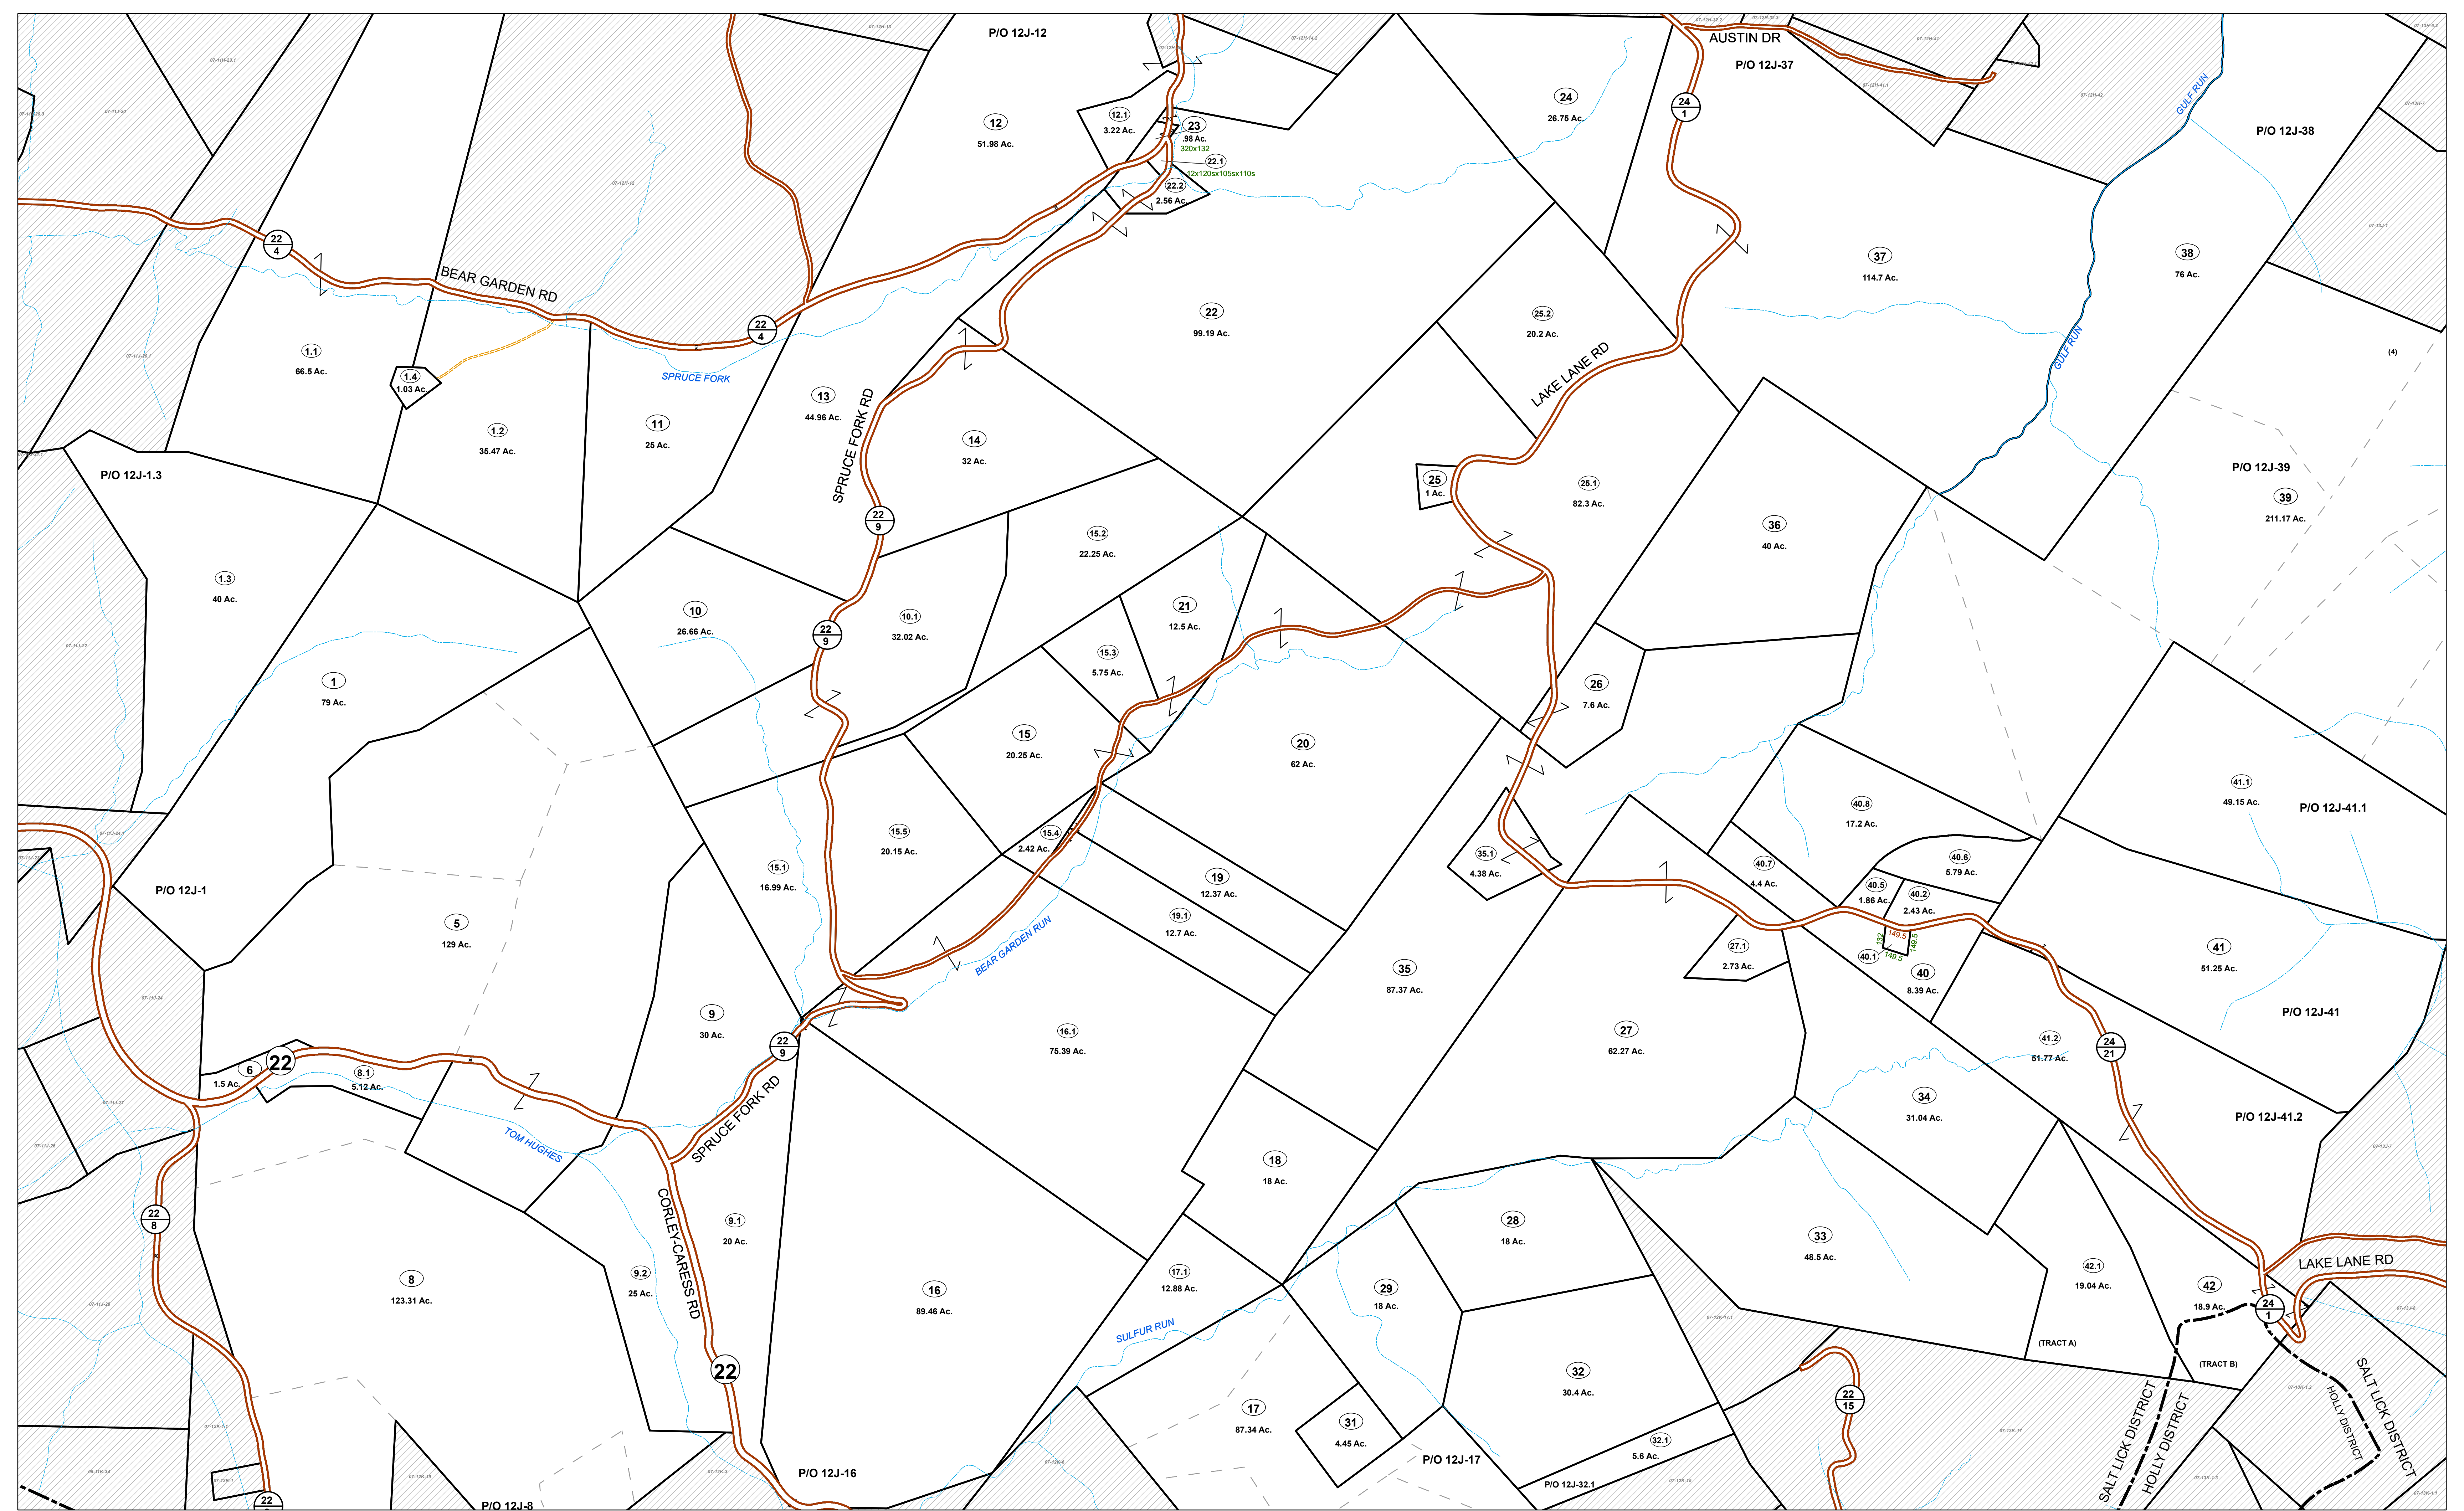 P/O 12J-12
AUSTIN DR
P/O 12J-37
GULF RUN
P/O 12J-38
24
26.75 Ac.
24
1
12
51.98 Ac.
12.1
3.22 Ac.
23
.98 Ac.
320x132
22.1
12x120sx105sx110s
22.2
2.56 Ac.
22
4
BEAR GARDEN RD
22
4
SPRUCE FORK
37
114.7 Ac.
38
76 Ac.
GULF RUN
(4)
22
99.19 Ac.
25.2
20.2 Ac.
LAKE LANE RD
1.1
66.5 Ac.
1.4
1.03 Ac.
1.2
35.47 Ac.
11
25 Ac.
13
44.96 Ac.
SPRUCE FORK RD
14
32 Ac.
P/O 12J-1.3
25
1 Ac.
25.1
82.3 Ac.
P/O 12J-39
39
211.17 Ac.
36
40 Ac.
22
9
15.2
22.25 Ac.
1.3
40 Ac.
10
26.66 Ac.
10.1
32.02 Ac.
22
9
21
12.5 Ac.
15.3
5.75 Ac.
1
79 Ac.
26
7.6 Ac.
15
20.25 Ac.
20
62 Ac.
41.1
49.15 Ac.
P/O 12J-41.1
40.8
17.2 Ac.
15.5
20.15 Ac.
15.4
2.42 Ac.
35.1
4.38 Ac.
40.7
4.4 Ac.
40.6
5.79 Ac.
40.5
1.86 Ac.
40.2
2.43 Ac.
P/O 12J-1
15.1
16.99 Ac.
19
12.37 Ac.
19.1
12.7 Ac.
5
129 Ac.
BEAR GARDEN RUN
27.1
2.73 Ac.
132
149.5
149.5
149.5
40.1
40
8.39 Ac.
41
51.25 Ac.
35
87.37 Ac.
P/O 12J-41
9
30 Ac.
16.1
75.39 Ac.
27
62.27 Ac.
41.2
51.77 Ac.
24
21
22
9
22
6
1.5 Ac.
8.1
5.12 Ac.
SPRUCE FORK RD
TOM HUGHES
34
31.04 Ac.
P/O 12J-41.2
18
18 Ac.
22
8
CORLEY-CARESS RD
9.1
20 Ac.
28
18 Ac.
33
48.5 Ac.
LAKE LANE RD
8
123.31 Ac.
9.2
25 Ac.
16
89.46 Ac.
17.1
12.88 Ac.
29
18 Ac.
42.1
19.04 Ac.
42
18.9 Ac.
24
1
SULFUR RUN
(TRACT A)
(TRACT B)
22
32
30.4 Ac.
22
15
SALT LICK DISTRICT
HOLLY DISTRICT
HOLLY DISTRICT
SALT LICK DISTRICT
17
87.34 Ac.
31
4.45 Ac.
32.1
5.6 Ac.
P/O 12J-17
P/O 12J-16
P/O 12J-32.1
P/O 12J-8
22